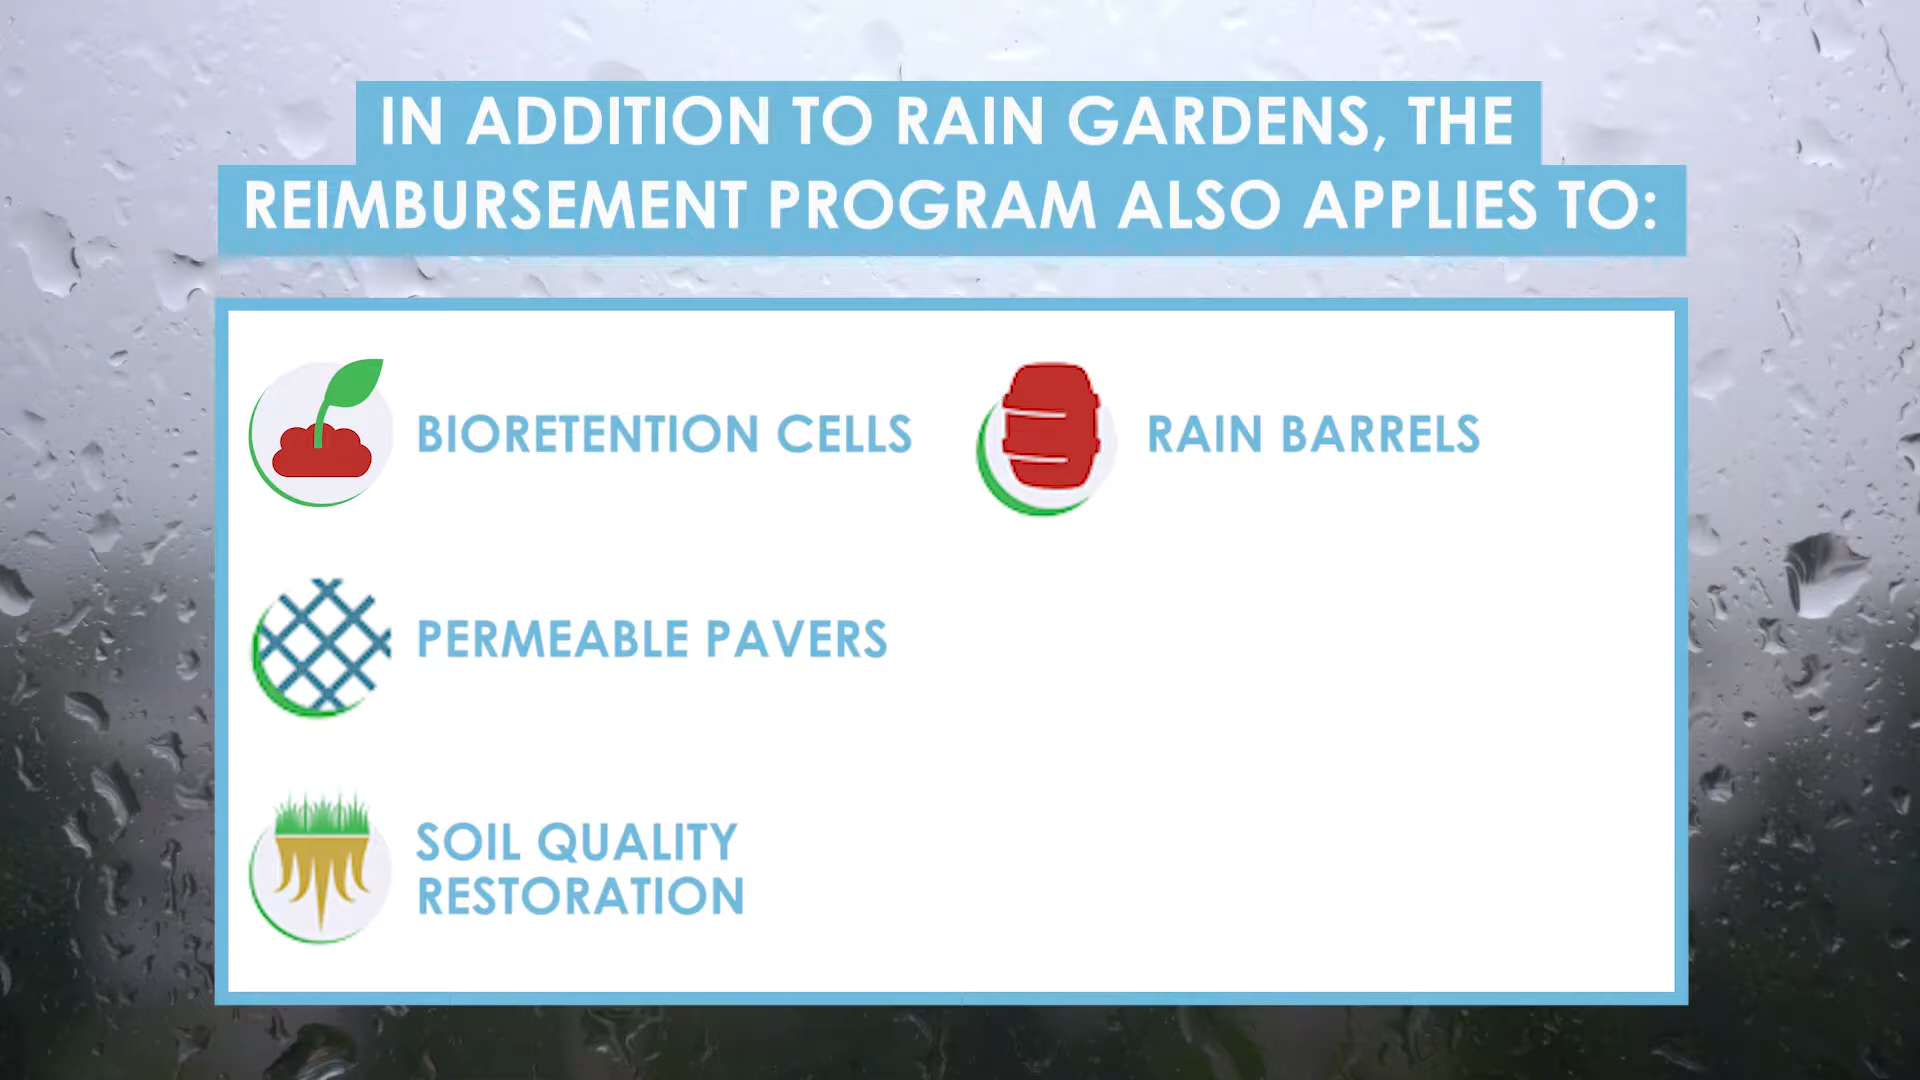 IN ADDITION TO RAIN GARDENS, THE
REIMBURSEMENT PROGRAM ALSO APPLIES TO:
BIORETENTION CELLS
PERMEABLE PAVERS
SOIL QUALITY
RESTORATION
RAIN BARRELS